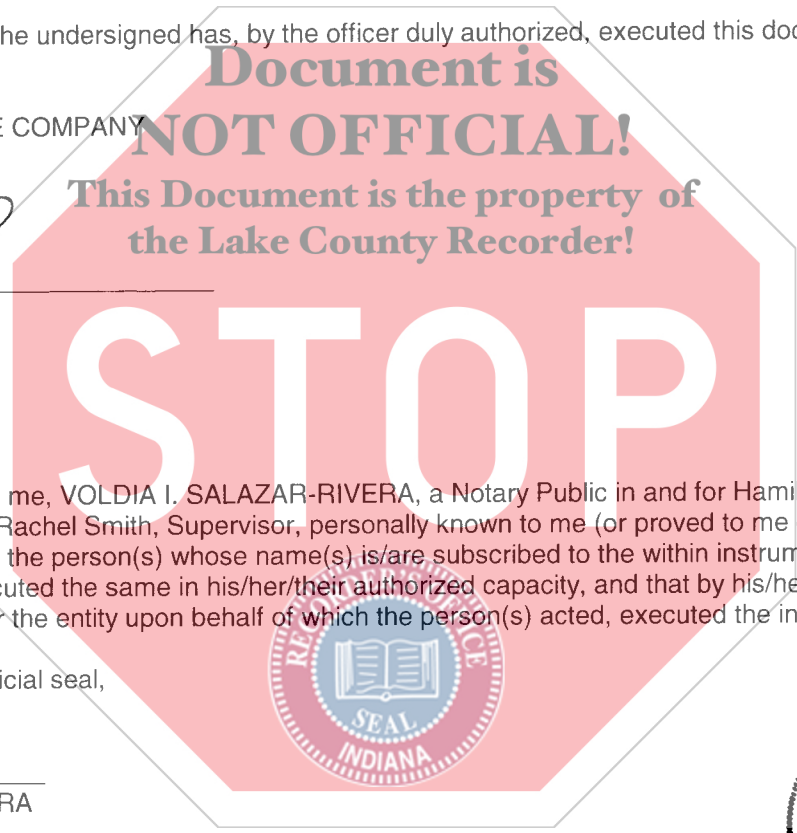 he undersigned has, by the officer duly authorized, executed this doc
Document is
E COMPANY
NOT OFFICIAL!
This Document is the property of
the Lake County Recorder!
STOP
me, VOLDIA I. SALAZAR-RIVERA, a Notary Public in and for Hami
Rachel Smith, Supervisor, personally known to me (or proved to me
the person(s) whose name(s) is/are subscribed to the within instrum
cuted the same in his/her/their authorized capacity, and that by his/he
r the entity upon behalf of which the person(s) acted, executed the in
RECORDER'S OFFICE
icial seal,
SEAL
INDIANA
RA